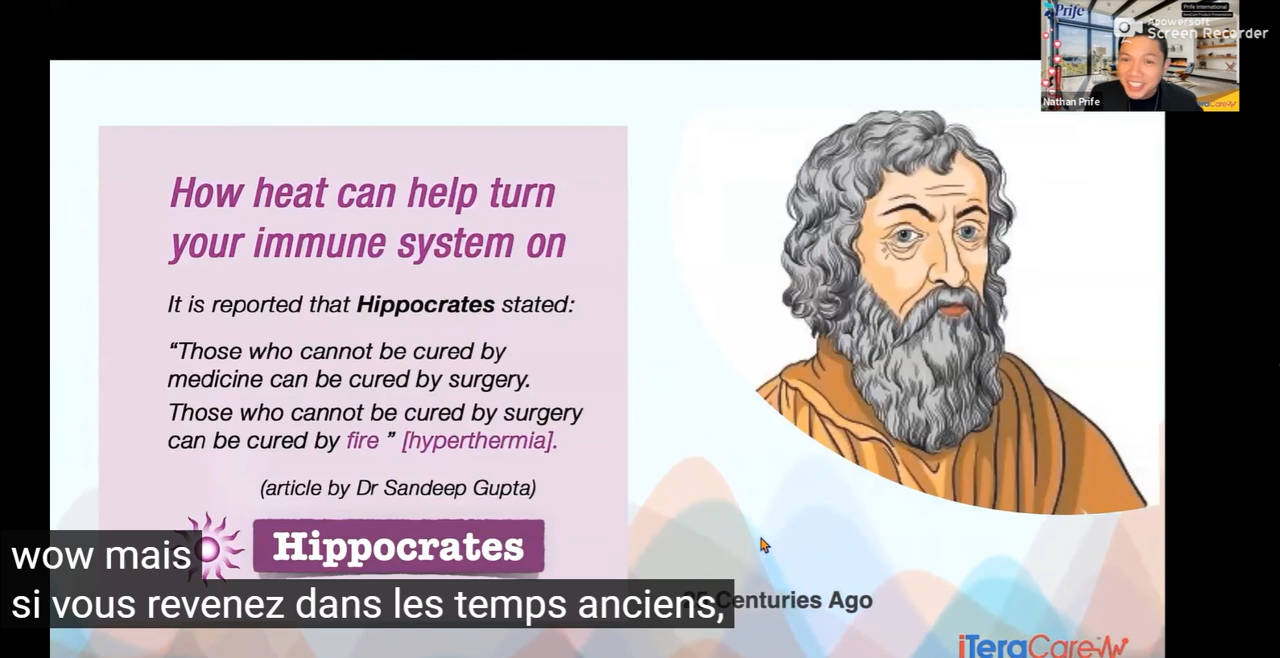 Prife
Prife International
Apowersoft
Screen Recorder
Nathan Prife
How heat can help turn
your immune system on
It is reported that Hippocrates stated:
“Those who cannot be cured by
medicine can be cured by surgery.
Those who cannot be cured by surgery
can be cured by fire ” [hyperthermia].
(article by Dr Sandeep Gupta)
Hippocrates
wow mais
si vous revenez dans les temps anciens,
Centuries Ago
iTeraCare